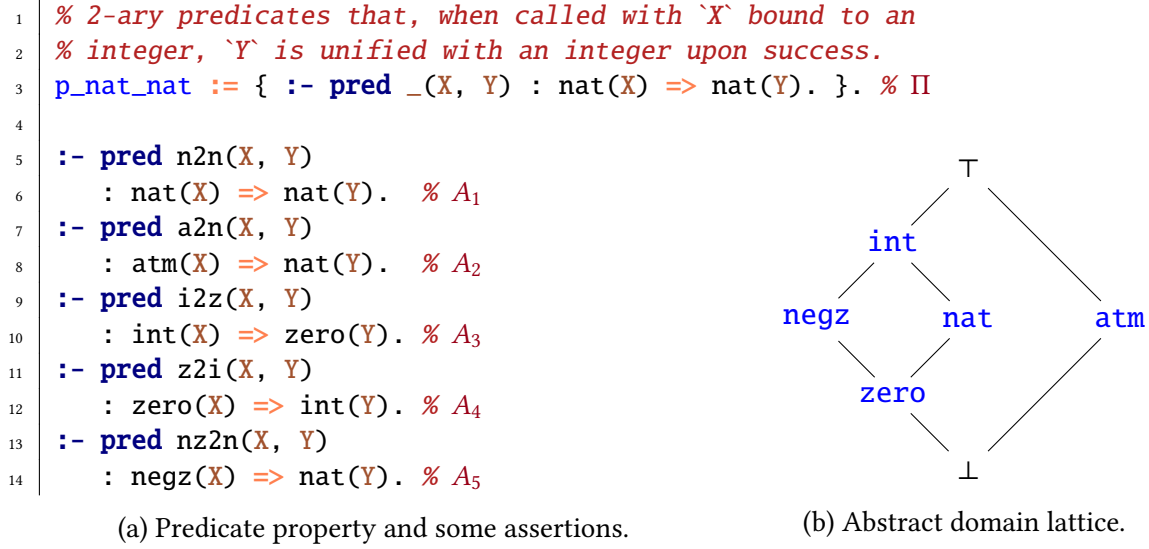 1 % 2-ary predicates that, when called with `X` bound to an
2 % integer, `Y` is unified with an integer upon success.
3 p_nat_nat := { :- pred _(X, Y) : nat(X) => nat(Y). }. % Π
4
5 :- pred n2n(X, Y)
6 : nat(X) => nat(Y). % A₁
7 :- pred a2n(X, Y)
8 : atm(X) => nat(Y). % A₂
9 :- pred i2z(X, Y)
10 : int(X) => zero(Y). % A₃
11 :- pred z2i(X, Y)
12 : zero(X) => int(Y). % A₄
13 :- pred nz2n(X, Y)
14 : negz(X) => nat(Y). % A₅
(a) Predicate property and some assertions.
⊤
int
negz nat atm
zero
⊥
(b) Abstract domain lattice.